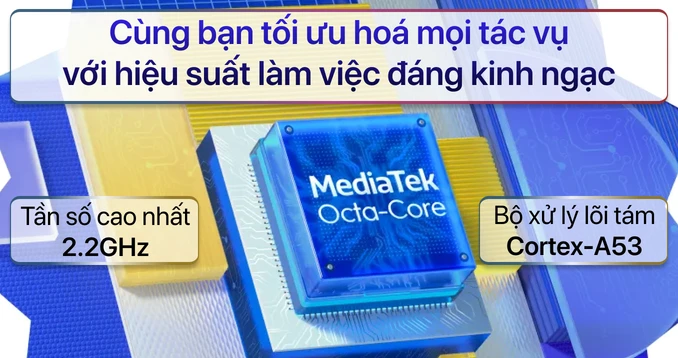 Cùng bạn tối ưu hoá mọi tác vụ
với hiệu suất làm việc đáng kinh ngạc
MediaTek
Octa-Core
Tần số cao nhất
2.2GHz
Bộ xử lý lõi tám
Cortex-A53